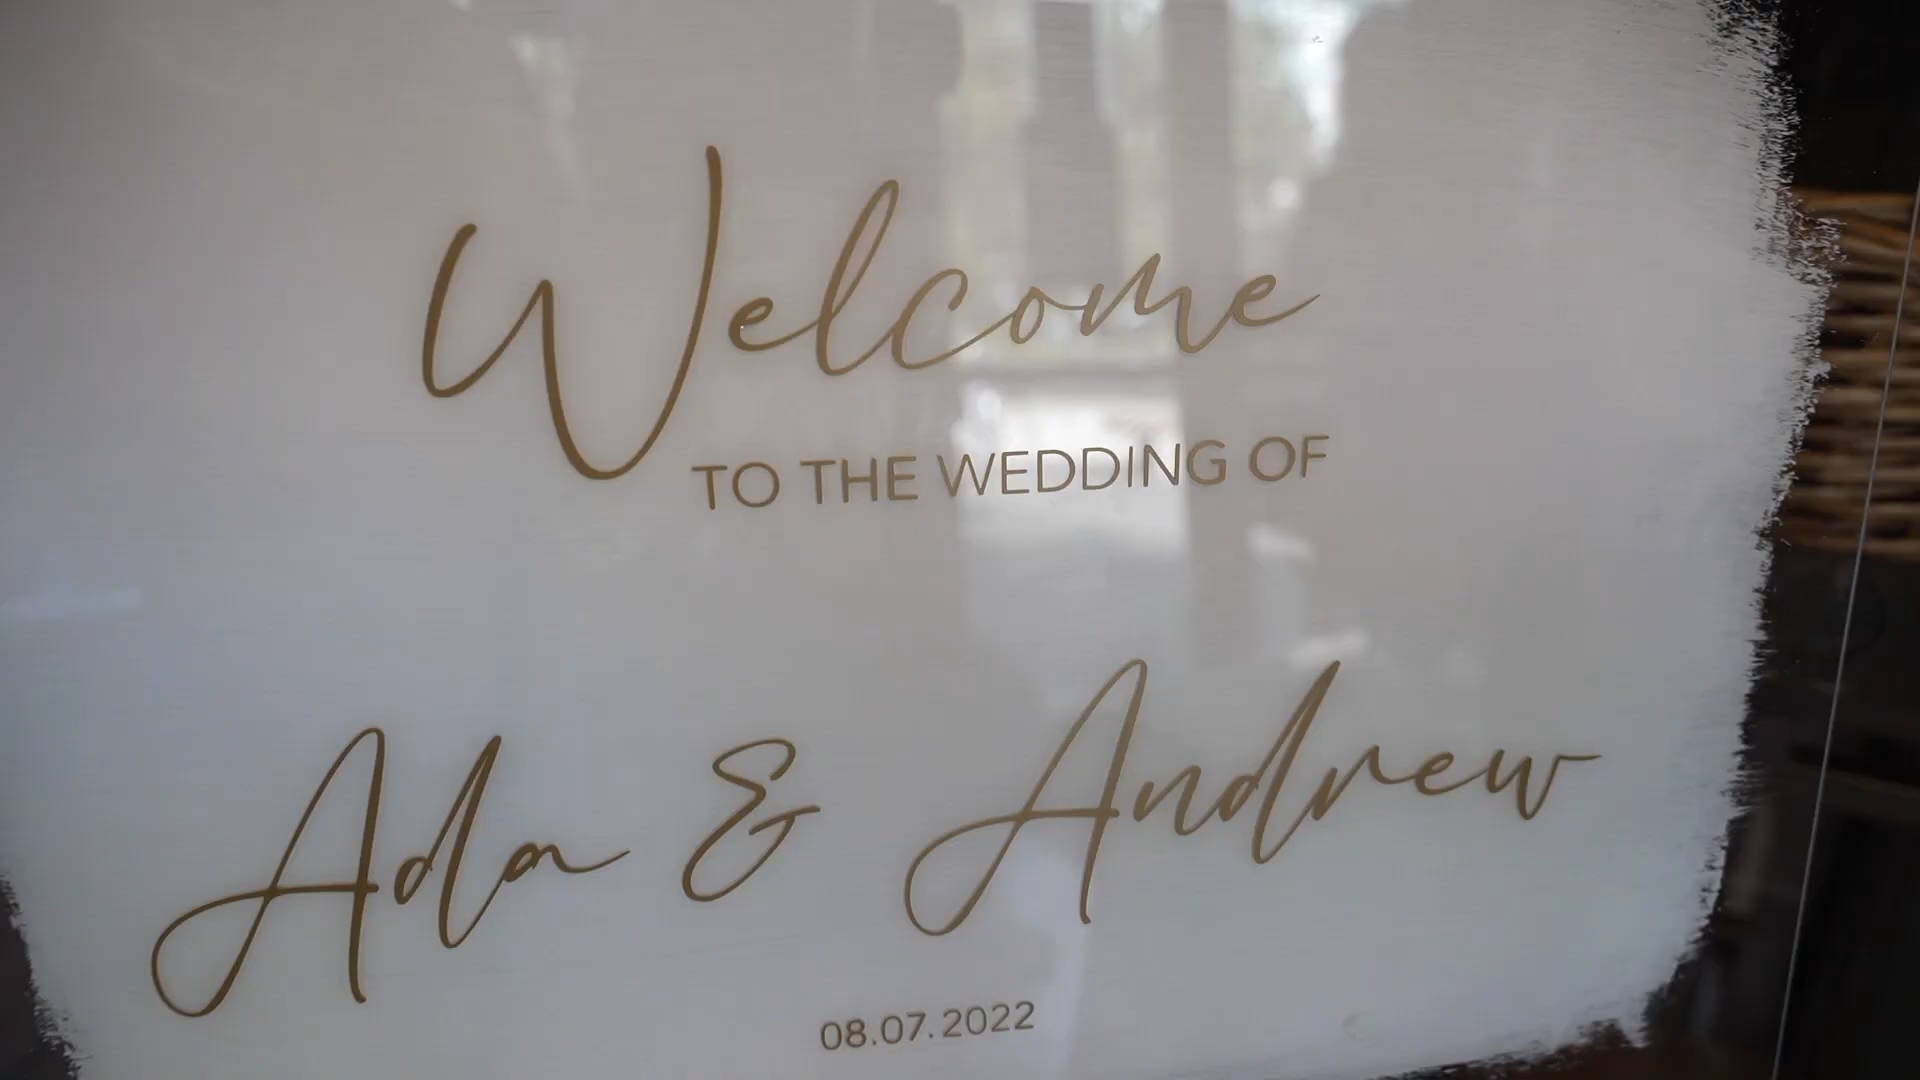 Welcome
TO THE WEDDING OF
Ada & Andrew
08.07.2022